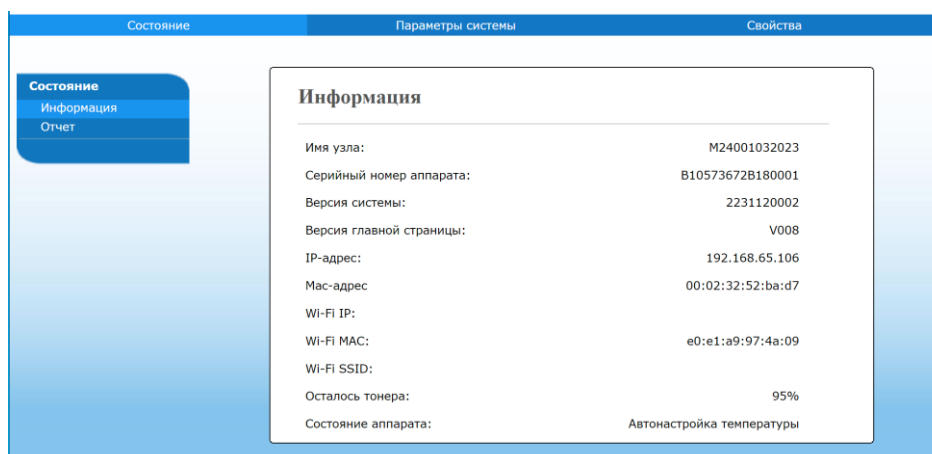 Состояние Параметры системы Свойства
Состояние
Информация
Отчет
Информация
Имя узла: M24001032023
Серийный номер аппарата: B10573672B180001
Версия системы: 2231120002
Версия главной страницы: V008
IP-адрес: 192.168.65.106
Mac-адрес 00:02:32:52:ba:d7
Wi-Fi IP:
Wi-Fi MAC: e0:e1:a9:97:4a:09
Wi-Fi SSID:
Осталось тонера: 95%
Состояние аппарата: Автонастройка температуры